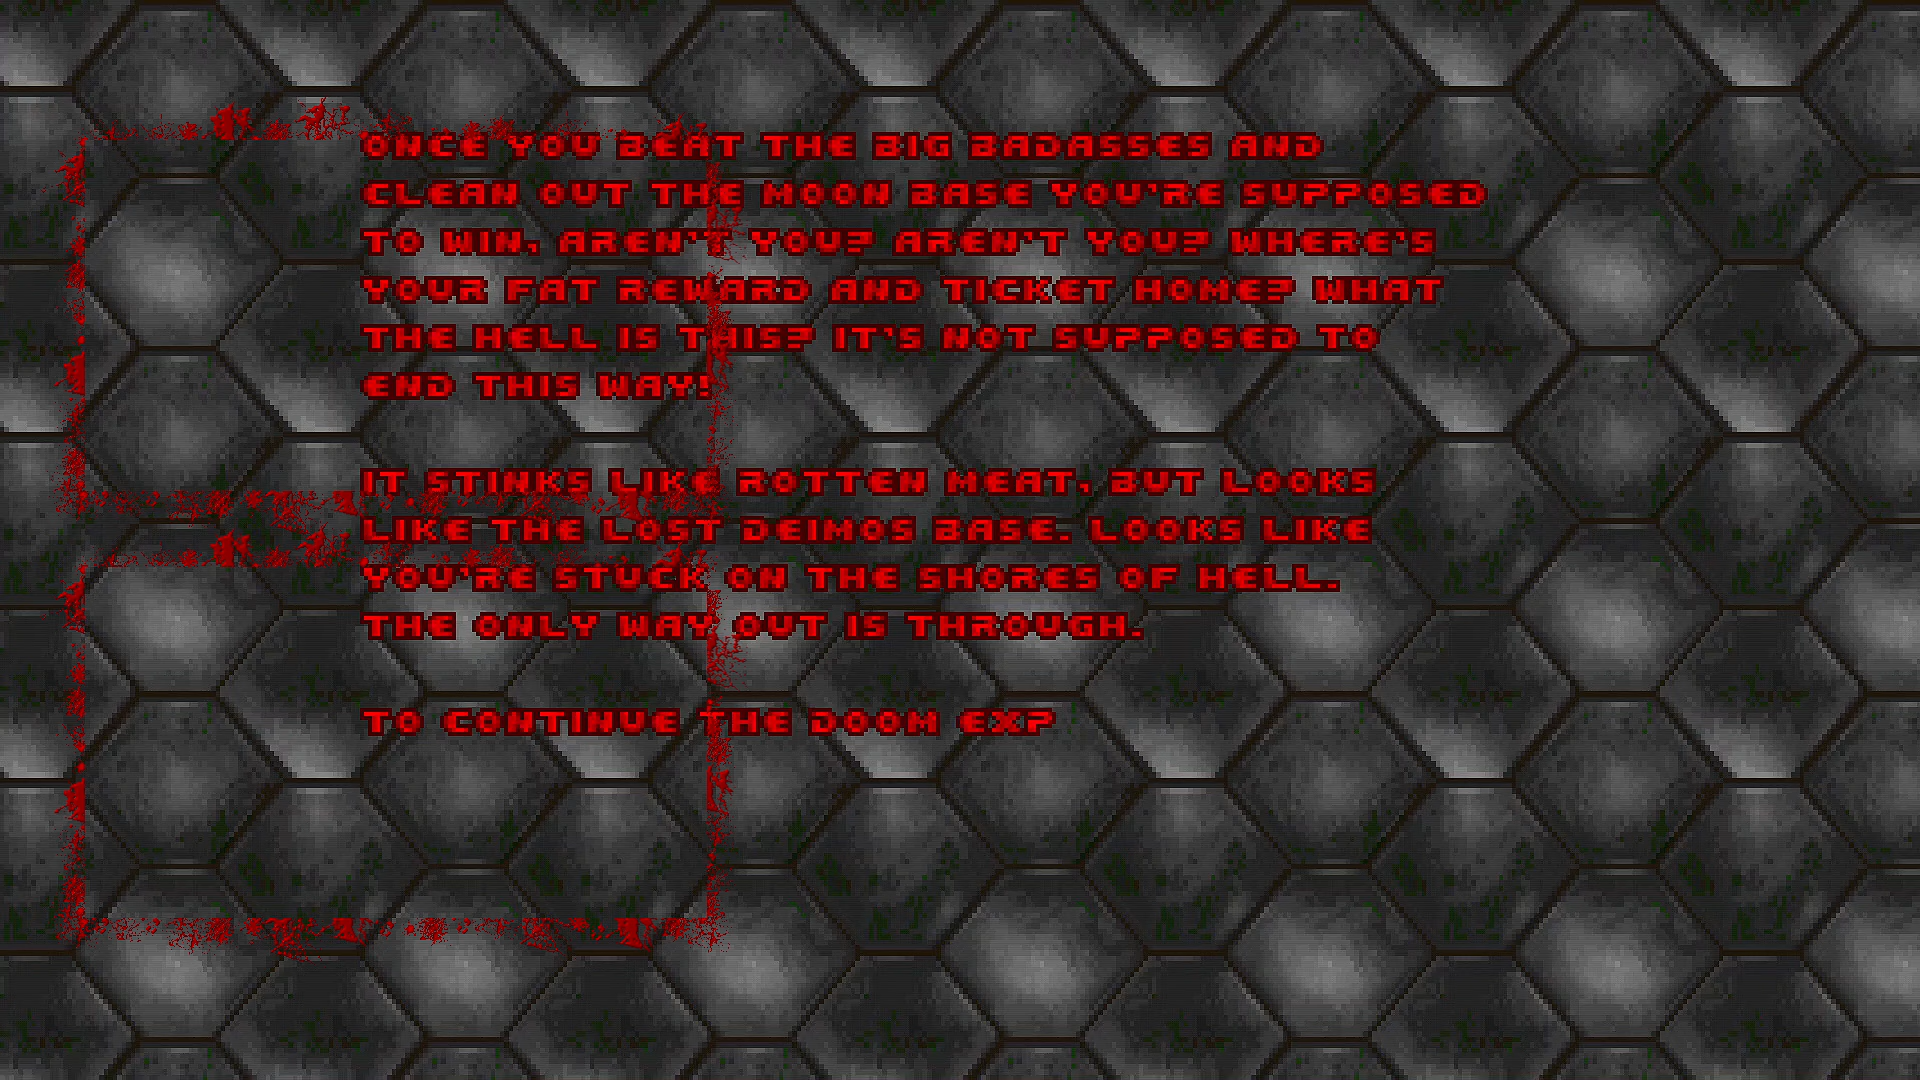 ONCE YOU BEAT THE BIG BADASSES AND
CLEAN OUT THE MOON BASE YOU'RE SUPPOSED
TO WIN, AREN'T YOU? AREN'T YOU? WHERE'S
YOUR FAT REWARD AND TICKET HOME? WHAT
THE HELL IS THIS? IT'S NOT SUPPOSED TO
END THIS WAY!
IT STINKS LIKE ROTTEN MEAT, BUT LOOKS
LIKE THE LOST DEIMOS BASE. LOOKS LIKE
YOU'RE STUCK ON THE SHORES OF HELL.
THE ONLY WAY OUT IS THROUGH.
TO CONTINUE THE DOOM EXP